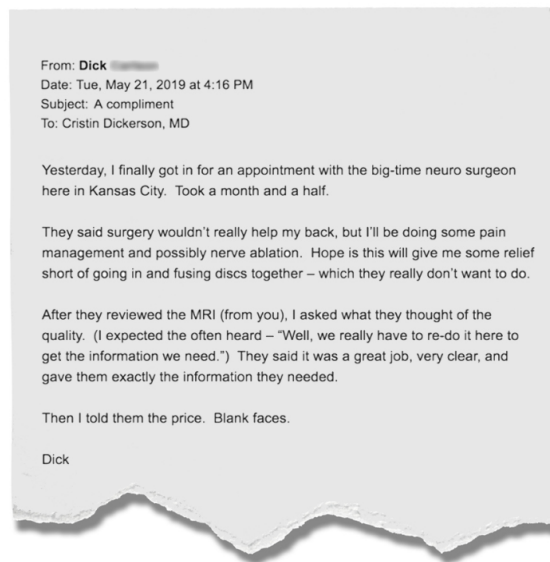 From: Dick
Date: Tue, May 21, 2019 at 4:16 PM
Subject: A compliment
To: Cristin Dickerson, MD
Yesterday, I finally got in for an appointment with the big-time neuro surgeon
here in Kansas City.  Took a month and a half.
They said surgery wouldn't really help my back, but I'll be doing some pain
management and possibly nerve ablation.  Hope is this will give me some relief
short of going in and fusing discs together – which they really don't want to do.
After they reviewed the MRI (from you), I asked what they thought of the
quality.  (I expected the often heard – "Well, we really have to re-do it here to
get the information we need.")  They said it was a great job, very clear, and
gave them exactly the information they needed.
Then I told them the price.  Blank faces.
Dick